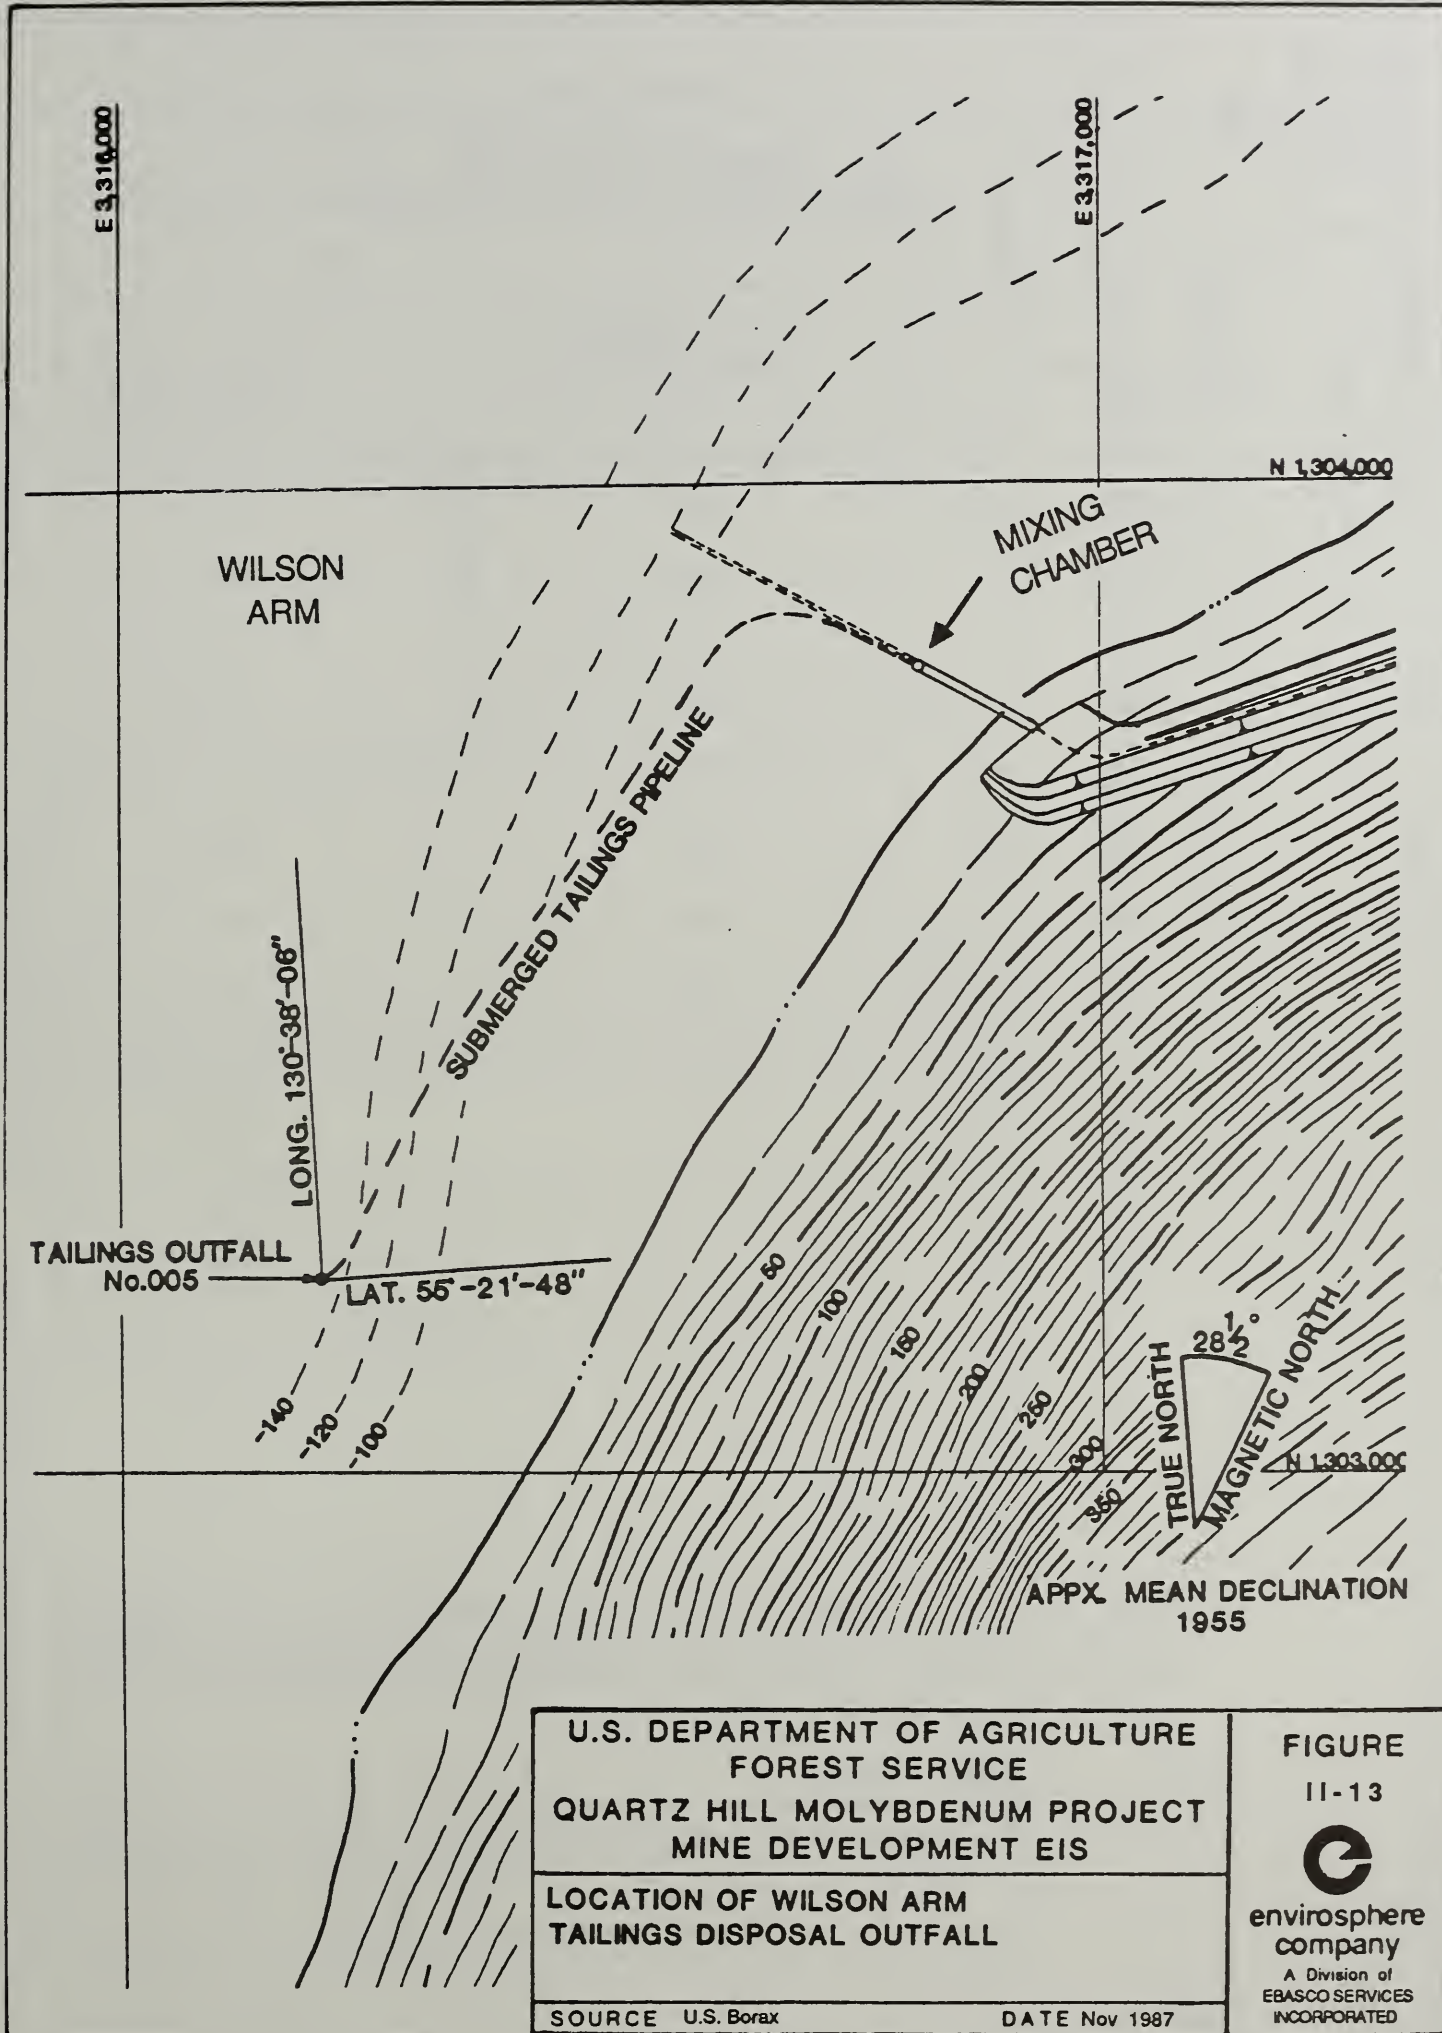 E 3,316,000
E 3,317,000
N 1,304,000
MIXING
CHAMBER
WILSON
ARM
SUBMERGED TAILINGS PIPELINE
LONG. 130°-38'-06"
TAILINGS OUTFALL
No.005
LAT. 55°-21'-48"
-140
-120
-100
50
100
150
200
250
300
350
28 1/2°
TRUE NORTH
MAGNETIC NORTH
N 1,303,000
APPX. MEAN DECLINATION
1955
U.S. DEPARTMENT OF AGRICULTURE
FOREST SERVICE
QUARTZ HILL MOLYBDENUM PROJECT
MINE DEVELOPMENT EIS
LOCATION OF WILSON ARM
TAILINGS DISPOSAL OUTFALL
SOURCE U.S. Borax
DATE Nov 1987
FIGURE
II-13
e
envirosphere
company
A Division of
EBASCO SERVICES
INCORPORATED